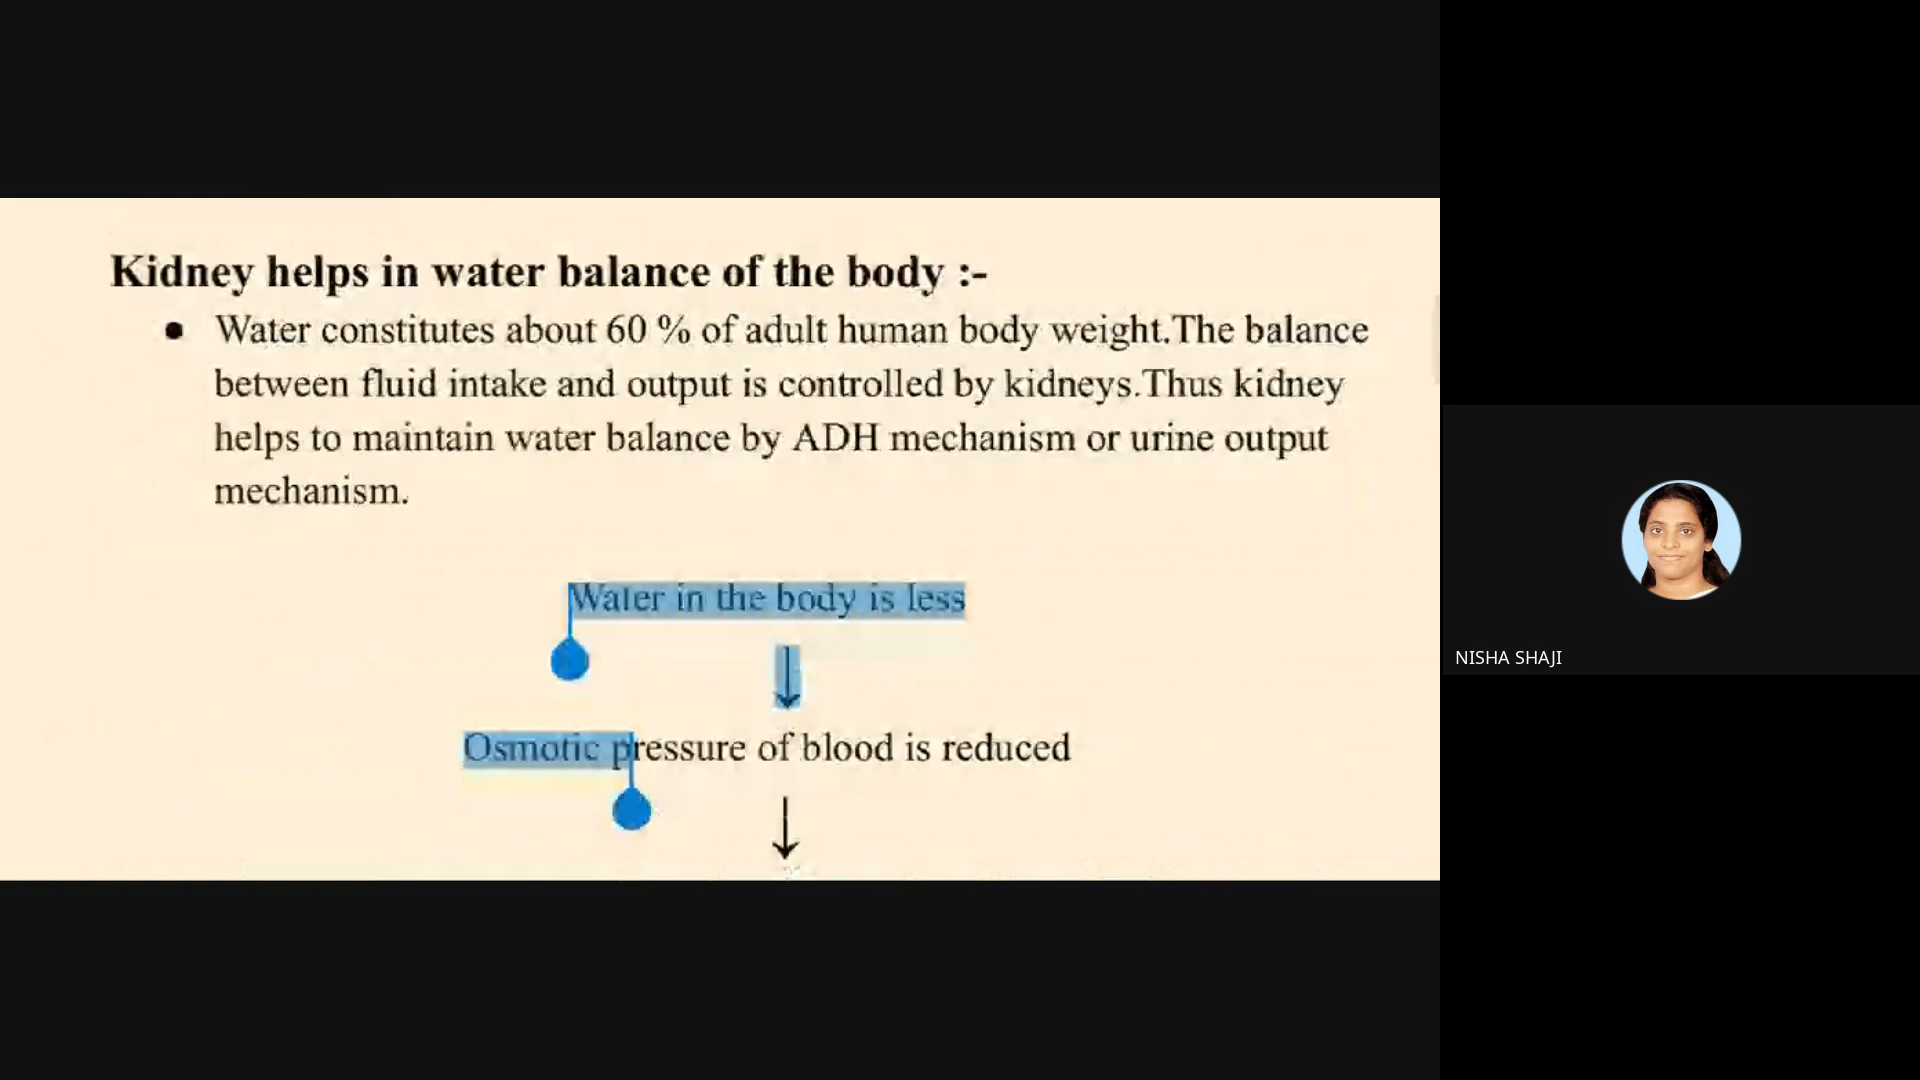 Kidney helps in water balance of the body :-
● Water constitutes about 60 % of adult human body weight.The balance
between fluid intake and output is controlled by kidneys.Thus kidney
helps to maintain water balance by ADH mechanism or urine output
mechanism.
Water in the body is less
↓
Osmotic pressure of blood is reduced
↓
NISHA SHAJI